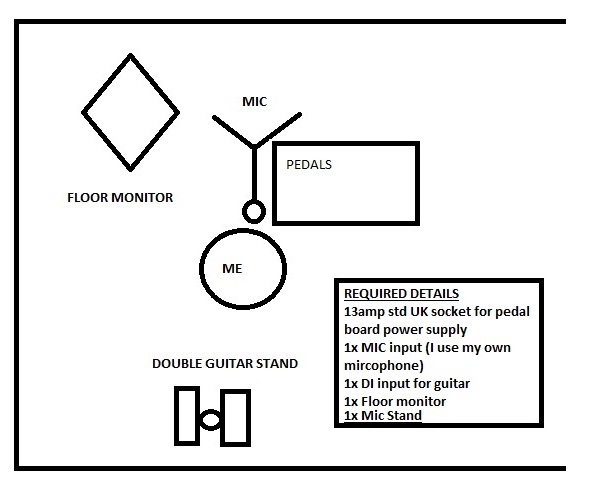 MIC
PEDALS
FLOOR MONITOR
ME
REQUIRED DETAILS
13amp std UK socket for pedal
board power supply
1x MIC input (I use my own
mircophone)
1x DI input for guitar
1x Floor monitor
1x Mic Stand
DOUBLE GUITAR STAND